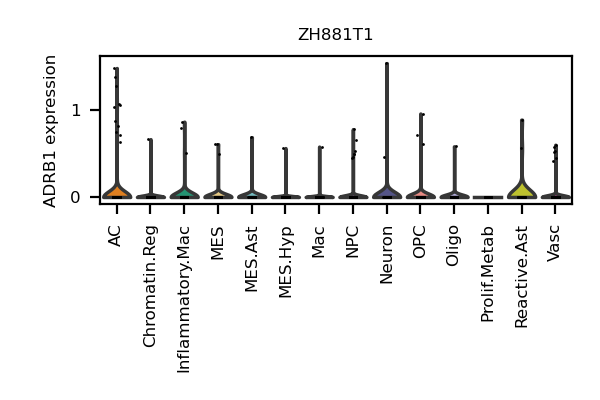 ZH881T1
ADRB1 expression
1
0
AC
Chromatin.Reg
Inflammatory.Mac
MES
MES.Ast
MES.Hyp
Mac
NPC
Neuron
OPC
Oligo
Prolif.Metab
Reactive.Ast
Vasc